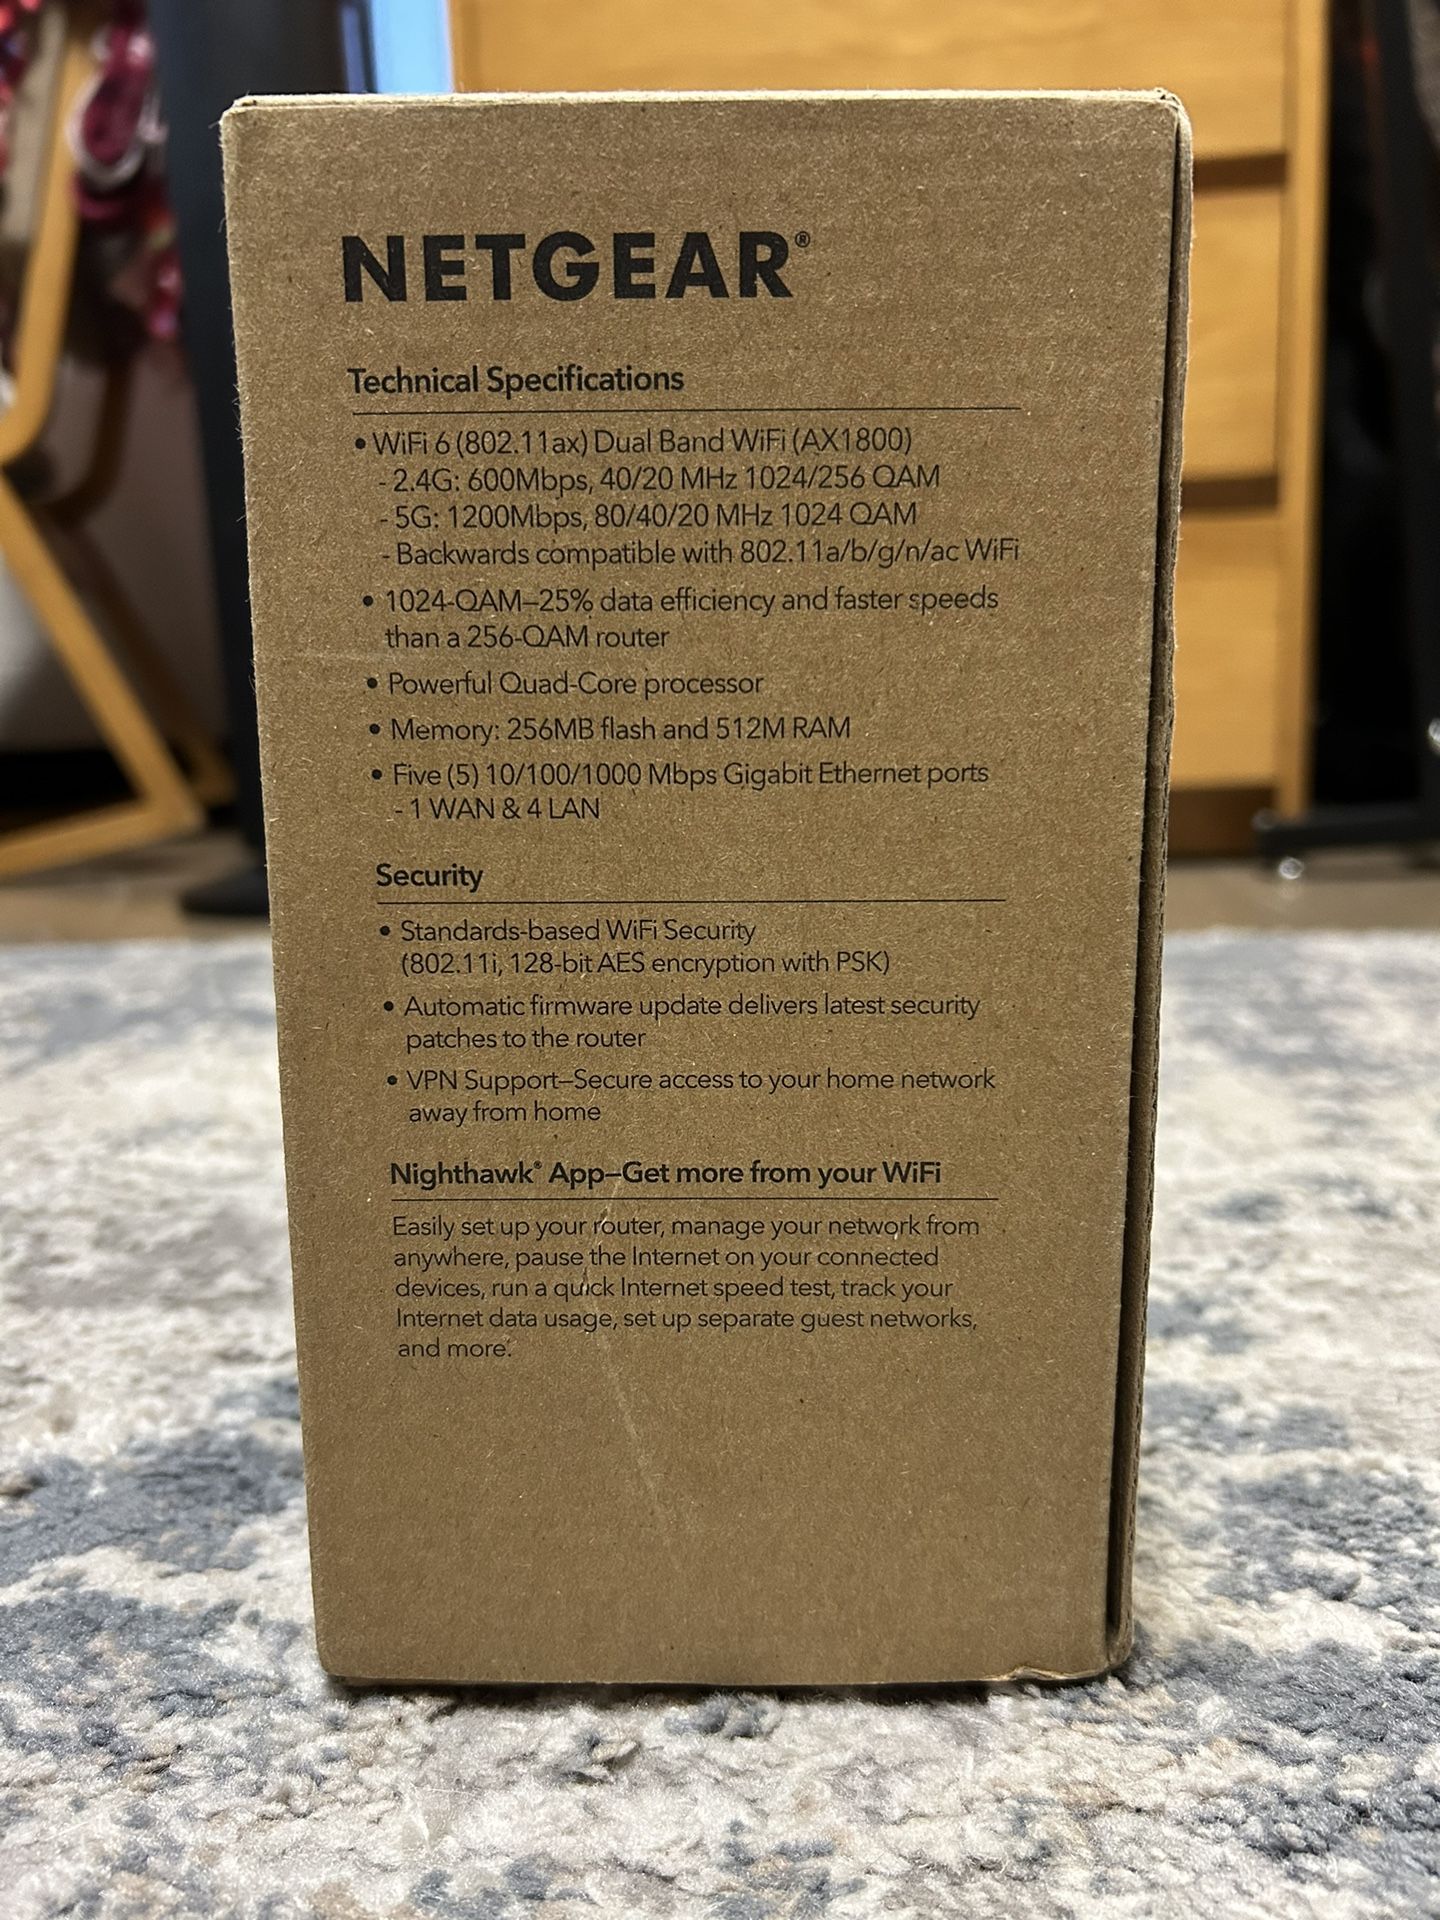 NETGEAR®
Technical Specifications
• WiFi 6 (802.11ax) Dual Band WiFi (AX1800)
- 2.4G: 600Mbps, 40/20 MHz 1024/256 QAM
- 5G: 1200Mbps, 80/40/20 MHz 1024 QAM
- Backwards compatible with 802.11a/b/g/n/ac WiFi
• 1024-QAM–25% data efficiency and faster speeds
than a 256-QAM router
• Powerful Quad-Core processor
• Memory: 256MB flash and 512M RAM
• Five (5) 10/100/1000 Mbps Gigabit Ethernet ports
- 1 WAN & 4 LAN
Security
• Standards-based WiFi Security
(802.11i, 128-bit AES encryption with PSK)
• Automatic firmware update delivers latest security
patches to the router
• VPN Support–Secure access to your home network
away from home
Nighthawk® App–Get more from your WiFi
Easily set up your router, manage your network from
anywhere, pause the Internet on your connected
devices, run a quick Internet speed test, track your
Internet data usage, set up separate guest networks,
and more.